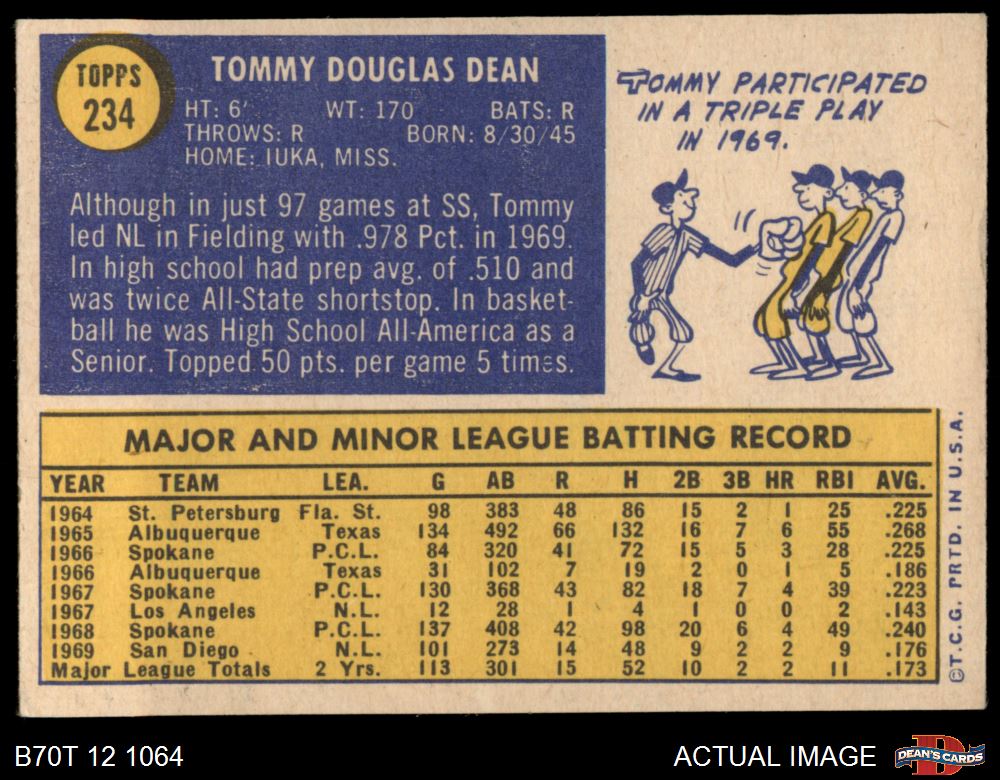 TOPPS
234
TOMMY DOUGLAS DEAN
HT: 6' WT: 170 BATS: R
THROWS: R BORN: 8/30/45
HOME: IUKA, MISS.
Although in just 97 games at SS, Tommy
led NL in Fielding with .978 Pct. in 1969.
In high school had prep avg. of .510 and
was twice All-State shortstop. In basket-
ball he was High School All-America as a
Senior. Topped 50 pts. per game 5 times.
TOMMY PARTICIPATED
IN A TRIPLE PLAY
IN 1969.
MAJOR AND MINOR LEAGUE BATTING RECORD
YEAR TEAM LEA. G AB R H 2B 3B HR RBI AVG.
1964 St. Petersburg Fla. St. 98 383 48 86 15 2 1 25 .225
1965 Albuquerque Texas 134 492 66 132 16 7 6 55 .268
1966 Spokane P.C.L. 84 320 41 72 15 5 3 28 .225
1966 Albuquerque Texas 31 102 7 19 2 0 1 5 .186
1967 Spokane P.C.L. 130 368 43 82 18 7 4 39 .223
1967 Los Angeles N.L. 12 28 1 4 1 0 0 2 .143
1968 Spokane P.C.L. 137 408 42 98 20 6 4 49 .240
1969 San Diego N.L. 101 273 14 48 9 2 2 9 .176
Major League Totals 2 Yrs. 113 301 15 52 10 2 2 11 .173
©T.C.G. PRTD. IN U.S.A.
B70T 12 1064
ACTUAL IMAGE
D
DEAN'S CARDS